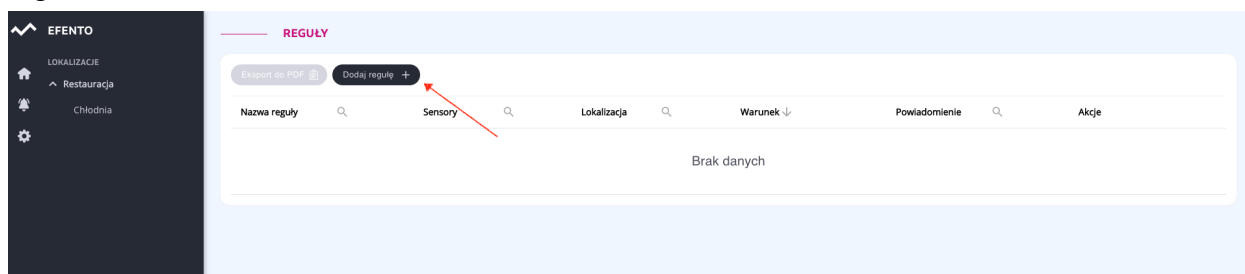 EFENTO
LOKALIZACJE
Restauracja
Chłodnia
REGUŁY
Eksport do PDF
Dodaj regułę +
Nazwa reguły Sensory Lokalizacja Warunek Powiadomienie Akcje
Brak danych